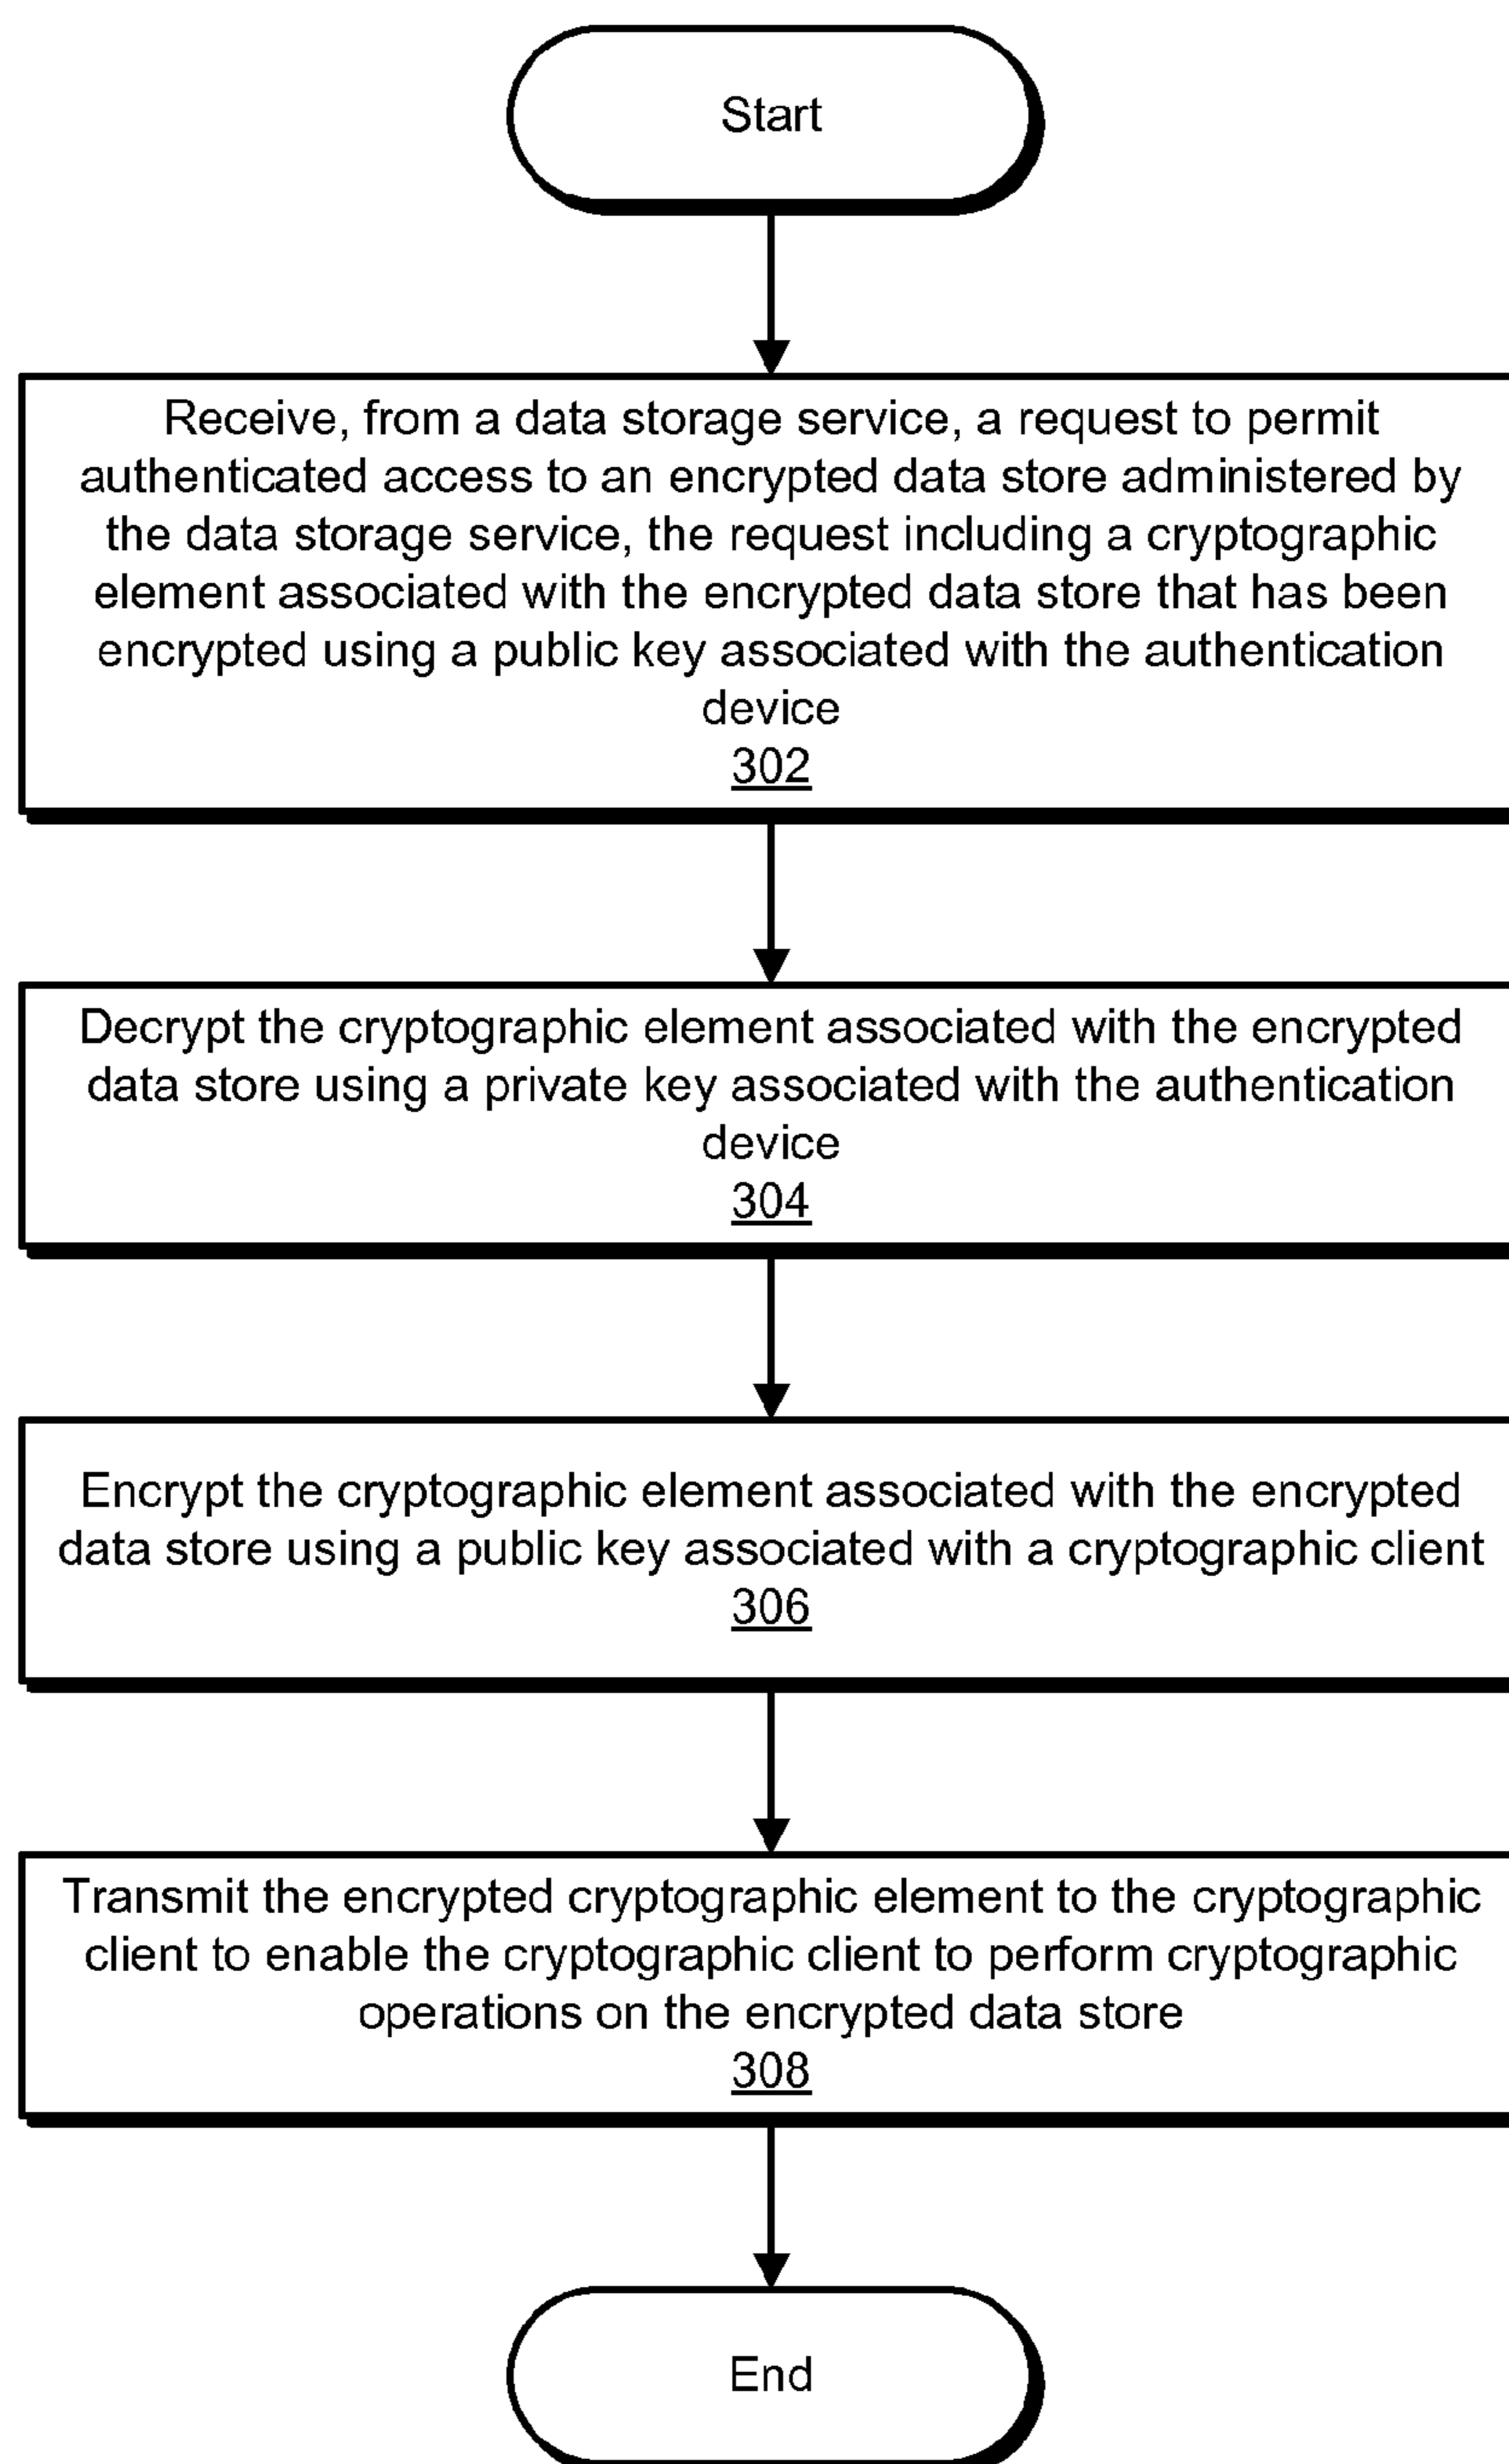 Start
Receive, from a data storage service, a request to permit
authenticated access to an encrypted data store administered by
the data storage service, the request including a cryptographic
element associated with the encrypted data store that has been
encrypted using a public key associated with the authentication
device
302
Decrypt the cryptographic element associated with the encrypted
data store using a private key associated with the authentication
device
304
Encrypt the cryptographic element associated with the encrypted
data store using a public key associated with a cryptographic client
306
Transmit the encrypted cryptographic element to the cryptographic
client to enable the cryptographic client to perform cryptographic
operations on the encrypted data store
308
End